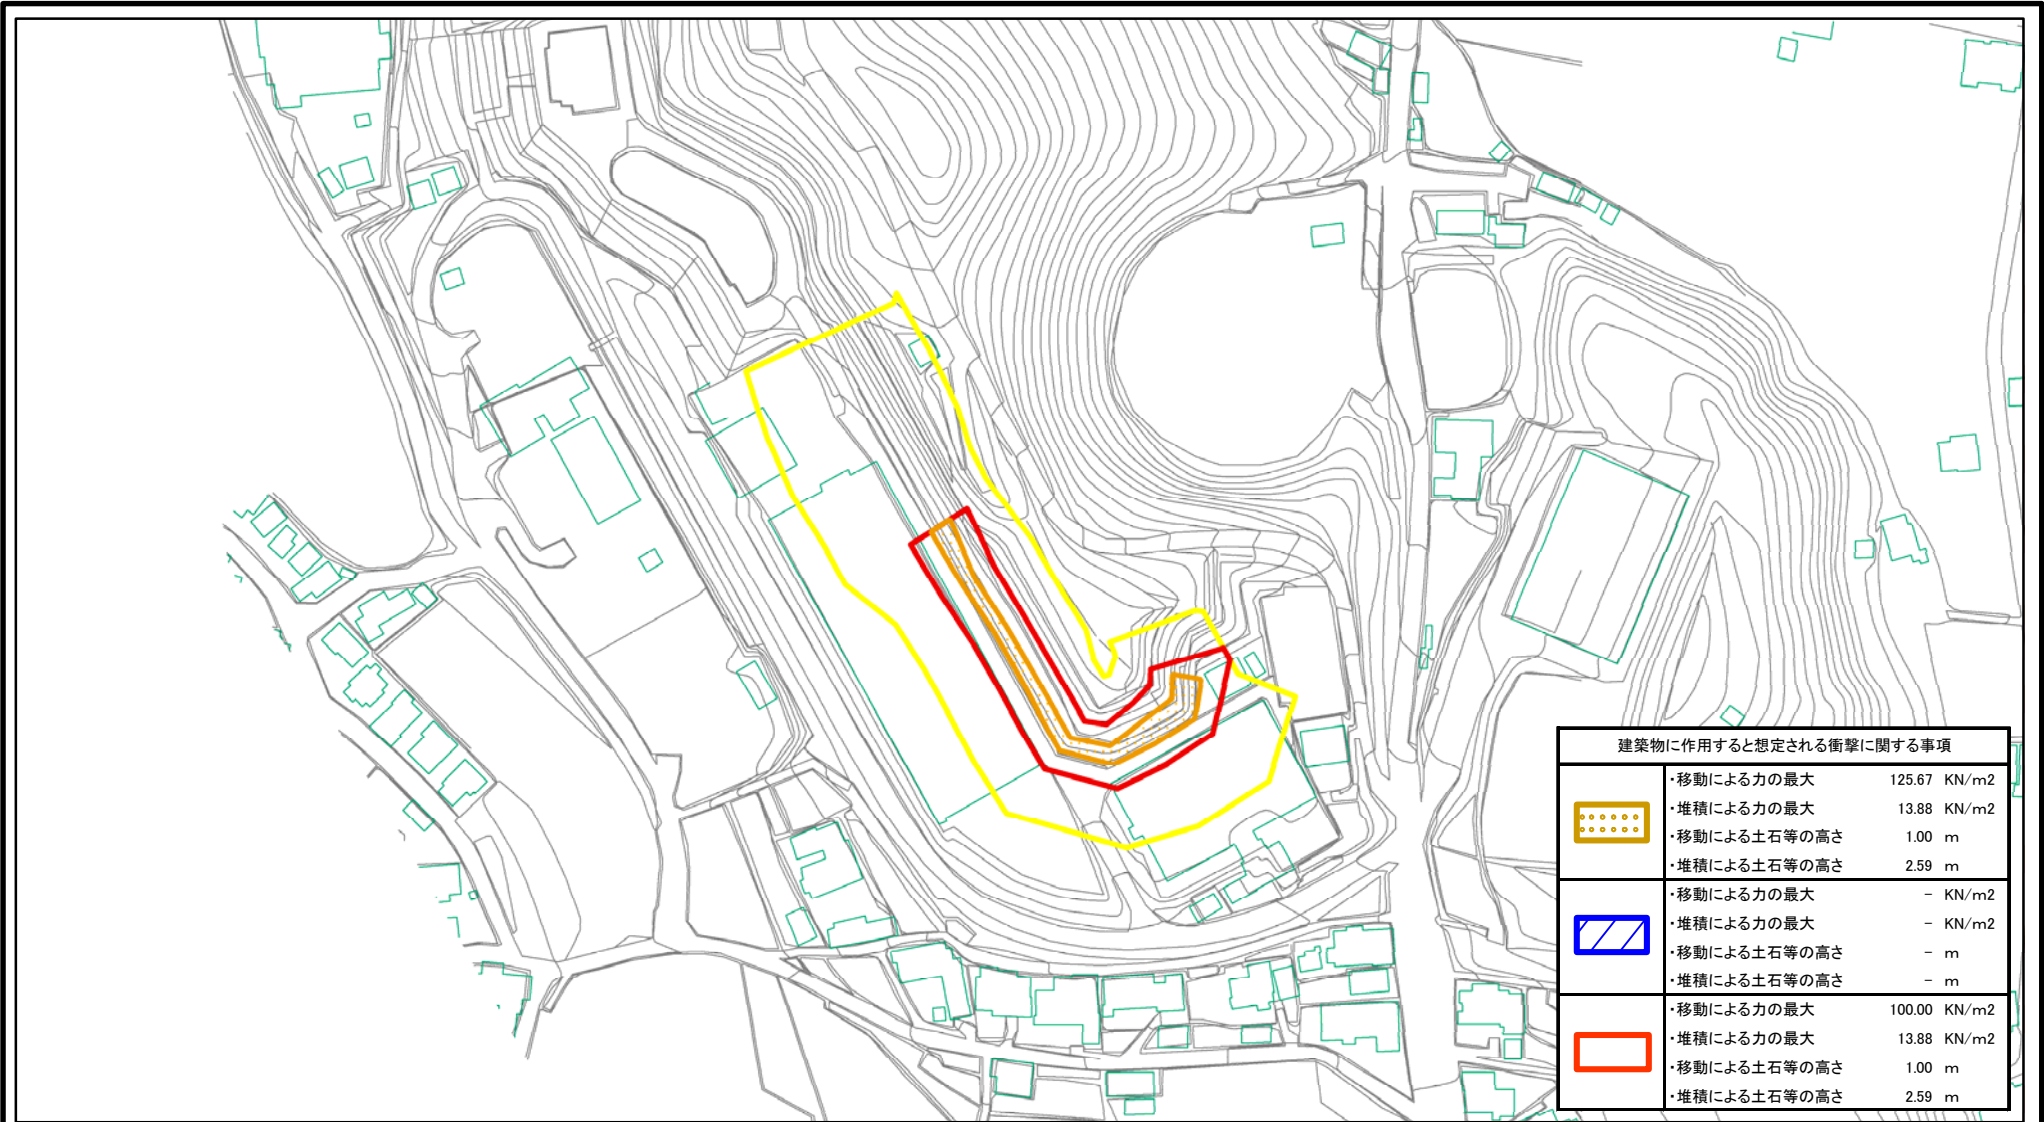 建築物に作用すると想定される衝撃に関する事項
・移動による力の最大 125.67 KN/m2
・堆積による力の最大 13.88 KN/m2
・移動による土石等の高さ 1.00 m
・堆積による土石等の高さ 2.59 m
・移動による力の最大 - KN/m2
・堆積による力の最大 - KN/m2
・移動による土石等の高さ - m
・堆積による土石等の高さ - m
・移動による力の最大 100.00 KN/m2
・堆積による力の最大 13.88 KN/m2
・移動による土石等の高さ 1.00 m
・堆積による土石等の高さ 2.59 m